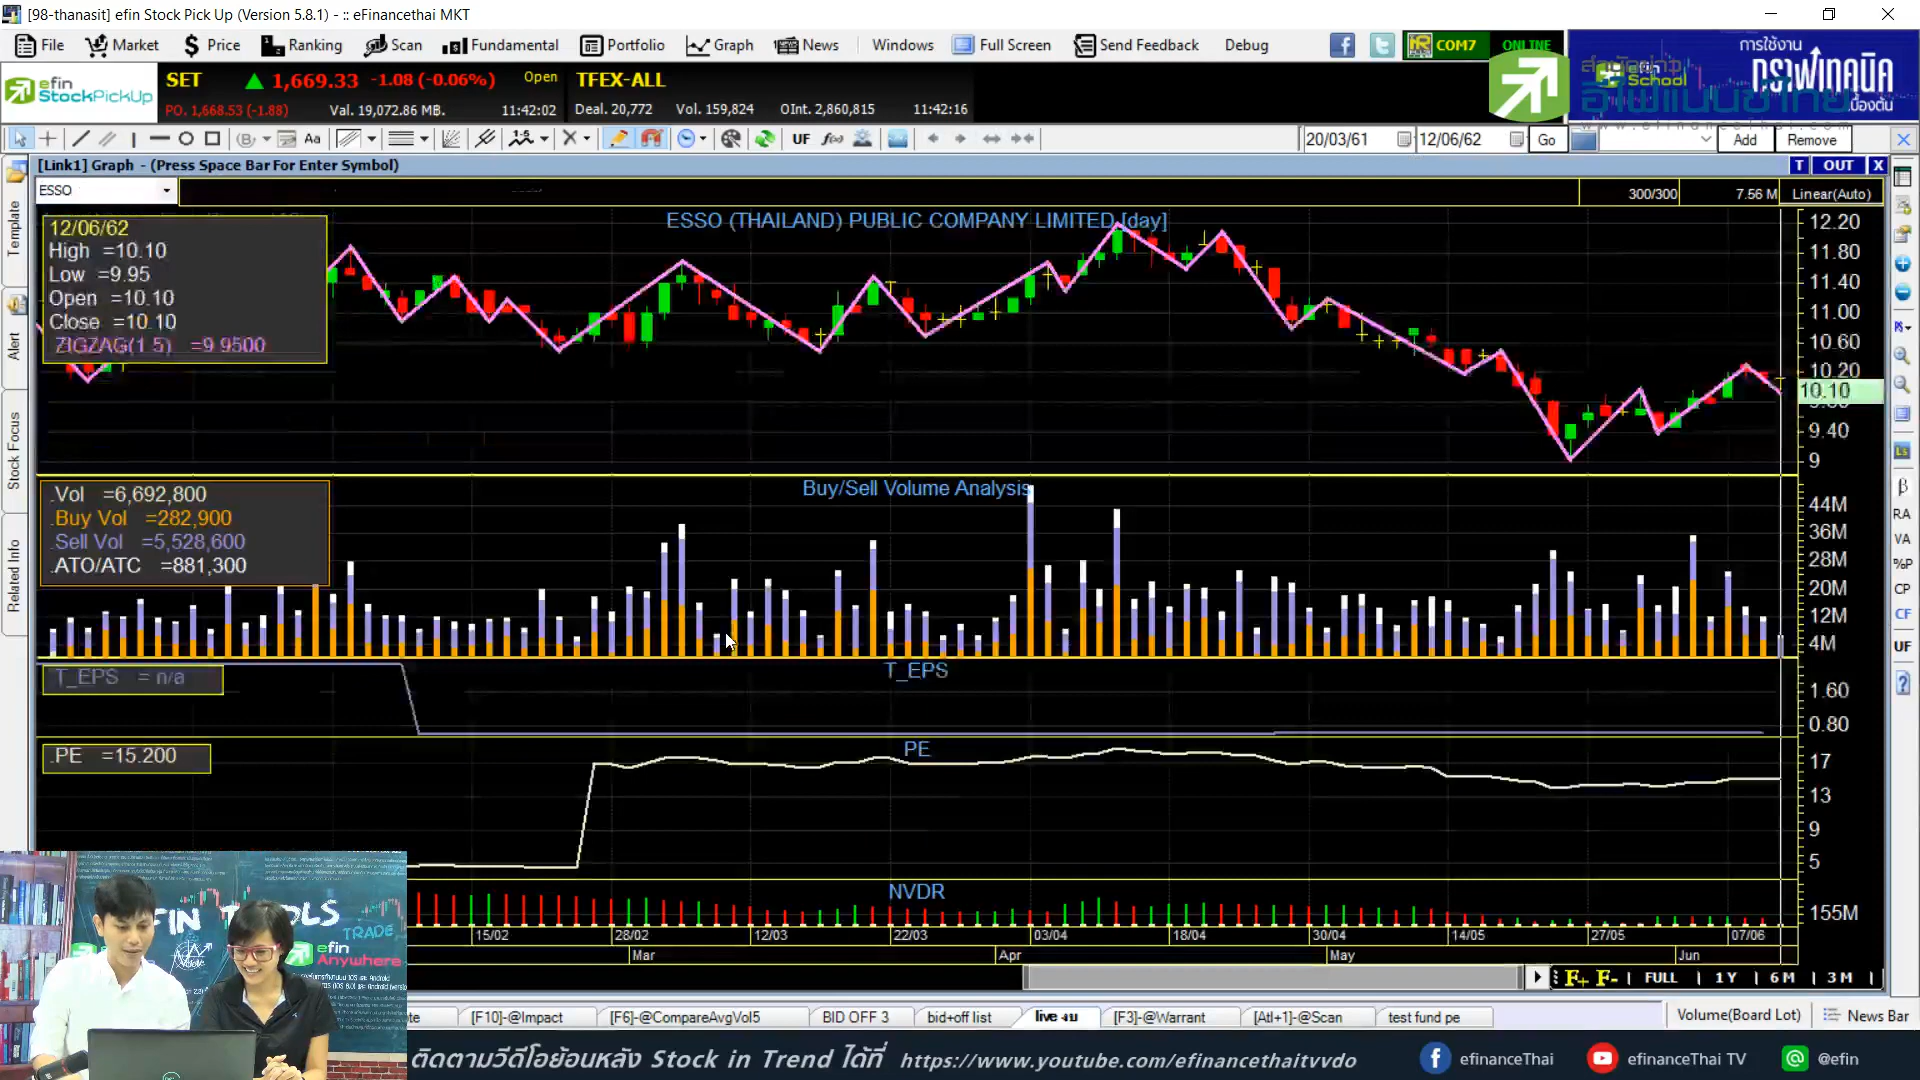 [98-thanasit] efin Stock Pick Up (Version 5.8.1) - :: eFinancethai MKT
File Market Price Ranking Scan Fundamental Portfolio Graph News Windows Full Screen Send Feedback Debug COM7 ONLINE
การใช้งาน
กราฟเทคนิค
เบื้องต้น
efin School
efin StockPickUp
SET 1,669.33 -1.08 (-0.06%) Open TFEX-ALL
PO. 1,668.53 (-1.88) Val. 19,072.86 MB. 11:42:02 Deal. 20,772 Vol. 159,824 OInt. 2,860,815 11:42:16
Aa UF f(x) 20/03/61 12/06/62 Go Add Remove
[Link1] Graph - (Press Space Bar For Enter Symbol) T OUT X
ESSO 300/300 7.56 M Linear(Auto)
ESSO (THAILAND) PUBLIC COMPANY LIMITED [day]
12/06/62
High =10.10
Low =9.95
Open =10.10
Close =10.10
ZIGZAG(1 5) =9.9500
12.20
11.80
11.40
11.00
10.60
10.20
10.10
9.40
9
Buy/Sell Volume Analysis
.Vol =6,692,800
.Buy Vol =282,900
.Sell Vol =5,528,600
.ATO/ATC =881,300
44M
36M
28M
20M
12M
4M
T_EPS
T_EPS = n/a
1.60
0.80
PE
.PE =15.200
17
13
9
5
NVDR
155M
15/02 28/02 12/03 22/03 03/04 18/04 30/04 14/05 27/05 07/06
Mar Apr May Jun
F+ F- FULL 1 Y 6 M 3 M
Template
Alert
Stock Focus
Related Info
β
RA
VA
%P
CP
CF
UF
TRADE
efin
Anywhere
[F10]-@Impact [F6]-@CompareAvgVol5 BID OFF 3 bid+off list live งบ [F3]-@Warrant [Atl+1]-@Scan test fund pe Volume(Board Lot) News Bar
ติดตามวีดีโอย้อนหลัง Stock in Trend ได้ที่ https://www.youtube.com/efinancethaitvvdo efinanceThai efinanceThai TV @efin